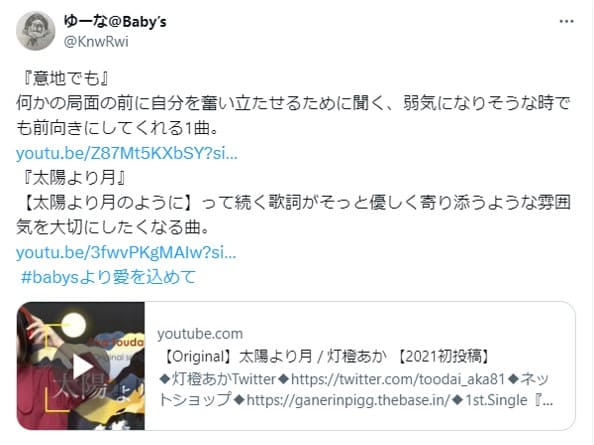 ゆーな@Baby's
@KnwRwi
『意地でも』
何かの局面の前に自分を奮い立たせるために聞く、弱気になりそうな時で
も前向きにしてくれる1曲。
youtu.be/Z87Mt5KXbSY?si...
『太陽より月』
【太陽より月のように】って続く歌詞がそっと優しく寄り添うような雰囲
気を大切にしたくなる曲。
youtu.be/3fwvPKgMAlw?si...
#babysより愛を込めて
太陽より
youtube.com
【Original】太陽より月 / 灯橙あか 【2021初投稿】
◆灯橙あかTwitter◆https://twitter.com/toodai_aka81◆ネッ
トショップ◆https://ganerinpigg.thebase.in/◆1st.Single『...